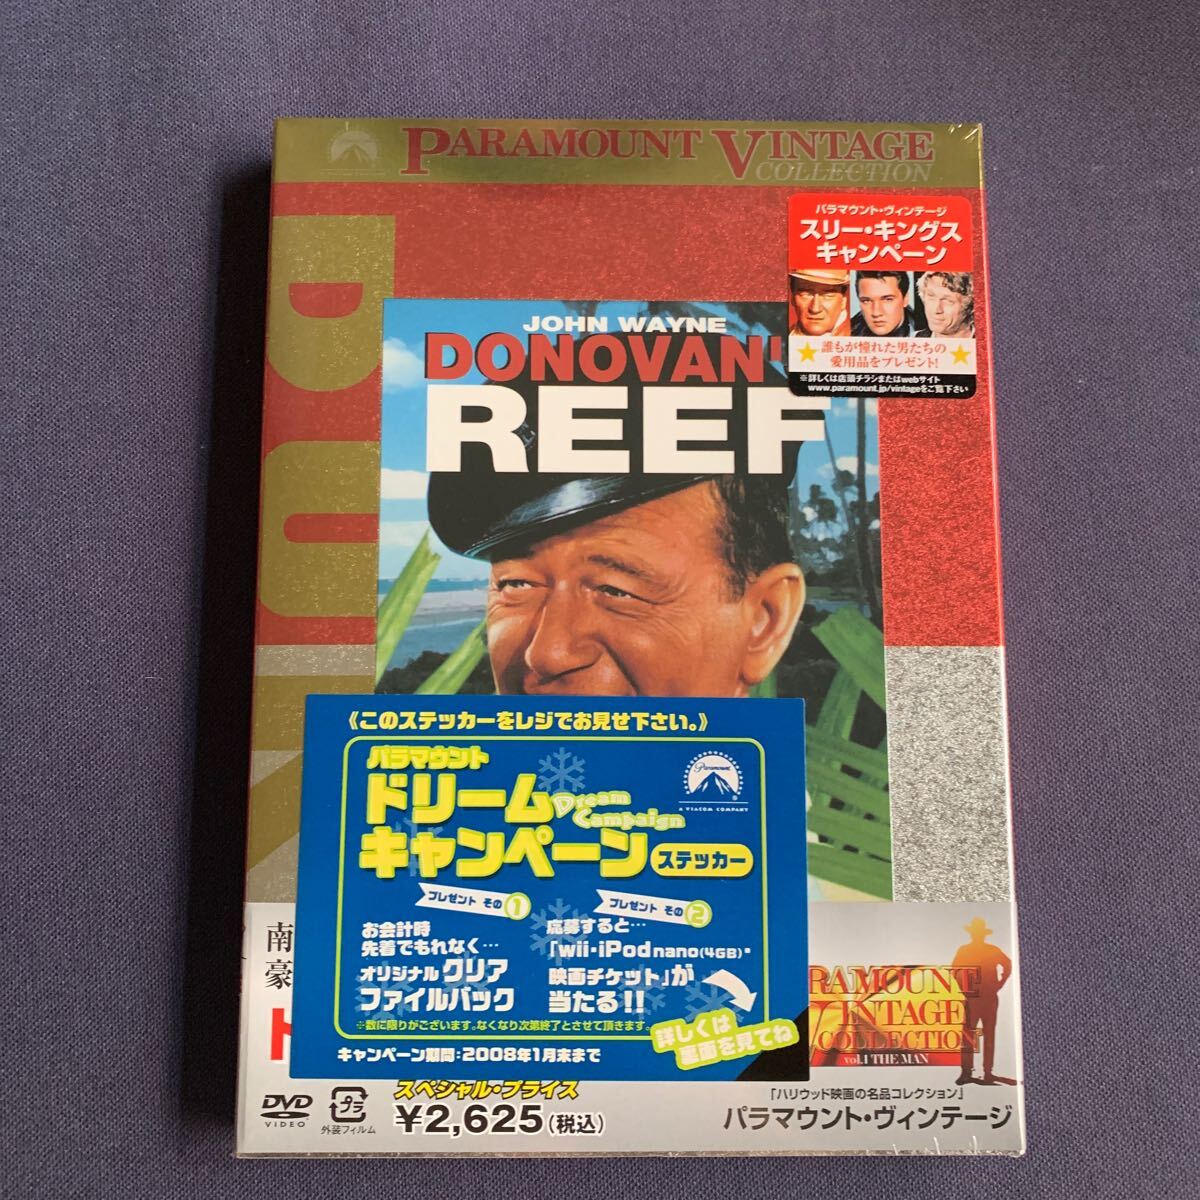 PARAMOUNT VINTAGE
COLLECTION
パラマウント・ヴィンテージ
スリー・キングス
キャンペーン
誰もが憧れた男たちの
愛用品をプレゼント!
※詳しくは店頭チラシまたはwebサイト
www.paramount.jp/vintageをご覧下さい
JOHN WAYNE
DONOVAN'
REEF
DU
《このステッカーをレジでお見せ下さい。》
パラマウント
ドリーム
Dream
Campaign
キャンペーン
ステッカー
Paramount
A VIACOM COMPANY
プレゼント その1
お会計時
先着でもれなく…
オリジナル クリア
ファイルバック
プレゼント その2
応募すると…
「wii・iPod nano(4GB)・
映画チケット」が
当たる!!
※数に限りがございます。なくなり次第終了とさせて頂きます。
詳しくは
裏面を見てね
キャンペーン期間:2008年1月末まで
南
豪
ト
RAMOUNT
VINTAGE
COLLECTION
vol.1 THE MAN
DVD
VIDEO
プラ
外装フィルム
スペシャル・プライス
¥2,625(税込)
「ハリウッド映画の名品コレクション」
パラマウント・ヴィンテージ